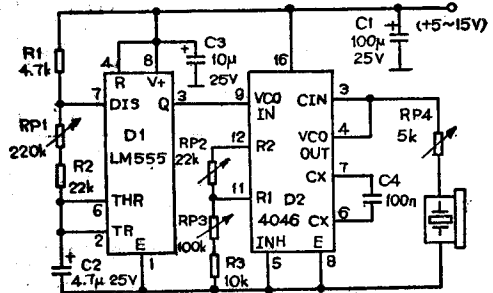 C1
100μ
25V
(+5~15V)
R1
4.7k
4
8
C3
10μ
25V
16
R
V+
7
DIS
Q
3
9
VCO
IN
CIN
3
RP1
220k
D1
LM555
RP2
22k
12
R2
VCO
OUT
4
RP4
5k
R2
22k
CX
7
11
R1
D2
4046
C4
100n
THR
6
RP3
100k
CX
6
2
TR
INH
E
E
C2
4.7μ 25V
1
R3
10k
5
8